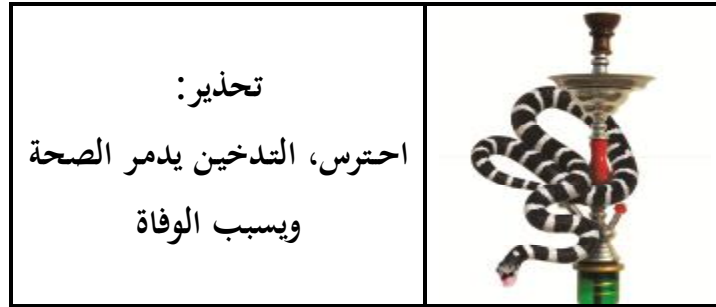 تحذير:
احترس، التدخين يدمر الصحة
ويسبب الوفاة